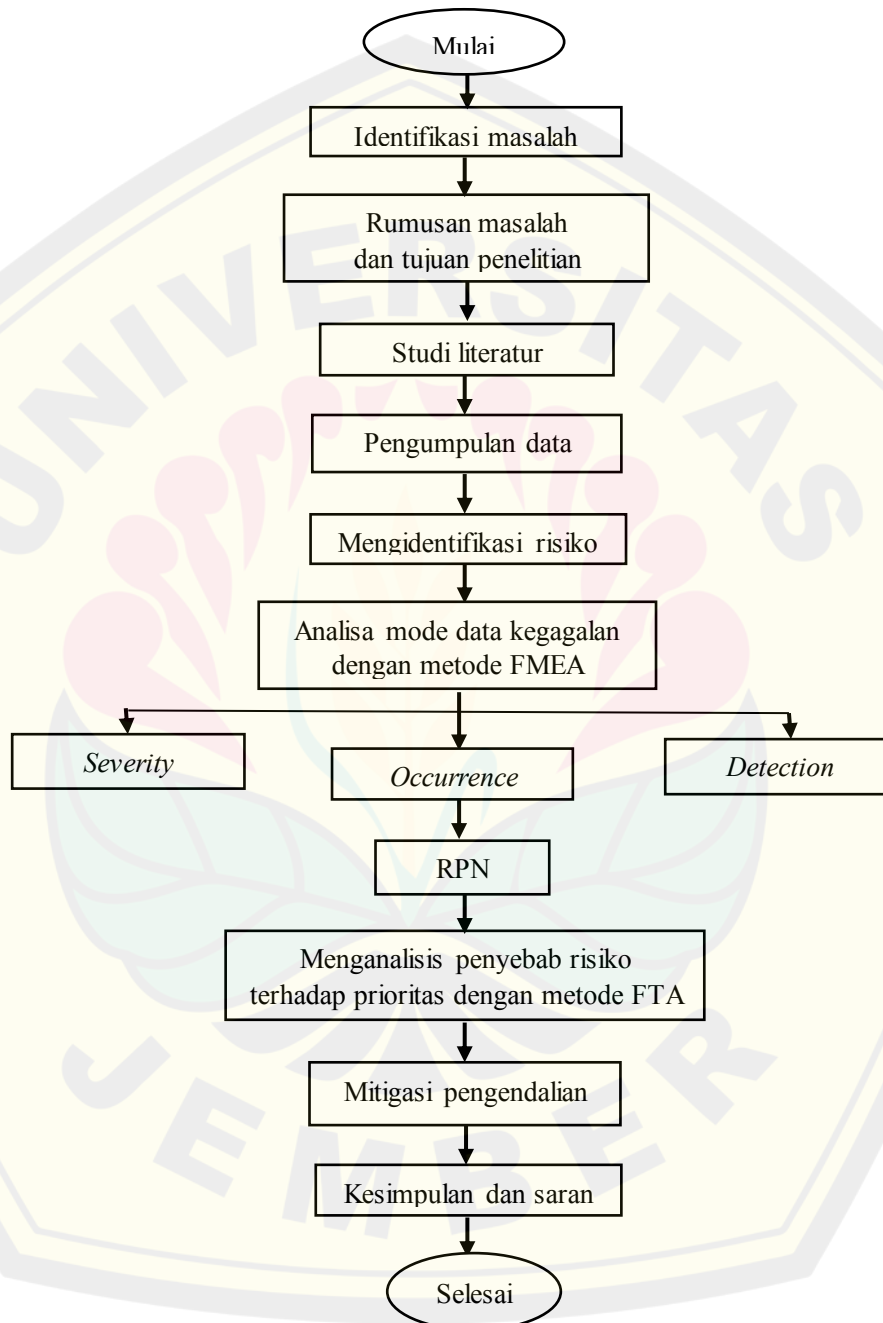 Mulai
Identifikasi masalah
Rumusan masalah
dan tujuan penelitian
Studi literatur
Pengumpulan data
Mengidentifikasi risiko
Analisa mode data kegagalan
dengan metode FMEA
Severity
Occurrence
Detection
RPN
Menganalisis penyebab risiko
terhadap prioritas dengan metode FTA
Mitigasi pengendalian
Kesimpulan dan saran
Selesai
UNIVERSITAS
JEMBER